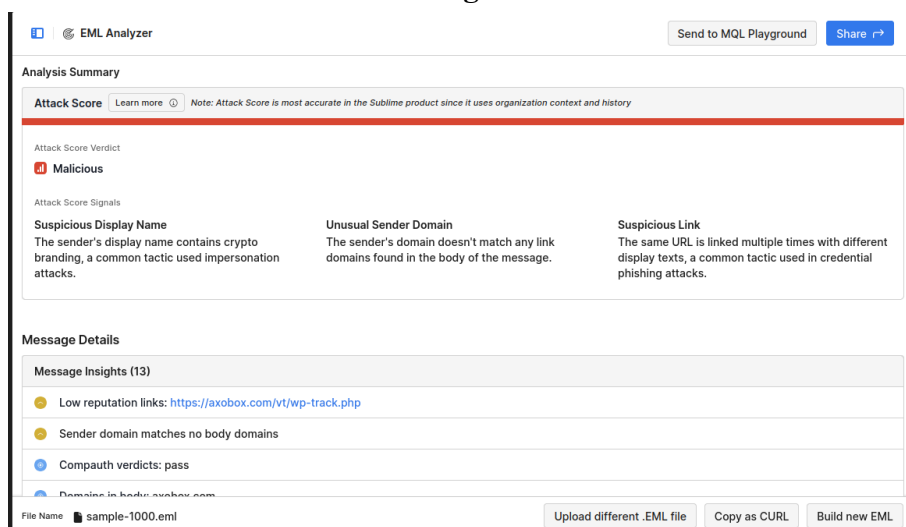 EML Analyzer
Send to MQL Playground
Share
Analysis Summary
Attack Score
Learn more
Note: Attack Score is most accurate in the Sublime product since it uses organization context and history
Attack Score Verdict
Malicious
Attack Score Signals
Suspicious Display Name
The sender's display name contains crypto
branding, a common tactic used impersonation
attacks.
Unusual Sender Domain
The sender's domain doesn't match any link
domains found in the body of the message.
Suspicious Link
The same URL is linked multiple times with different
display texts, a common tactic used in credential
phishing attacks.
Message Details
Message Insights (13)
Low reputation links: https://axobox.com/vt/wp-track.php
Sender domain matches no body domains
Compauth verdicts: pass
Domains in body: axobox.com
File Name
sample-1000.eml
Upload different .EML file
Copy as CURL
Build new EML